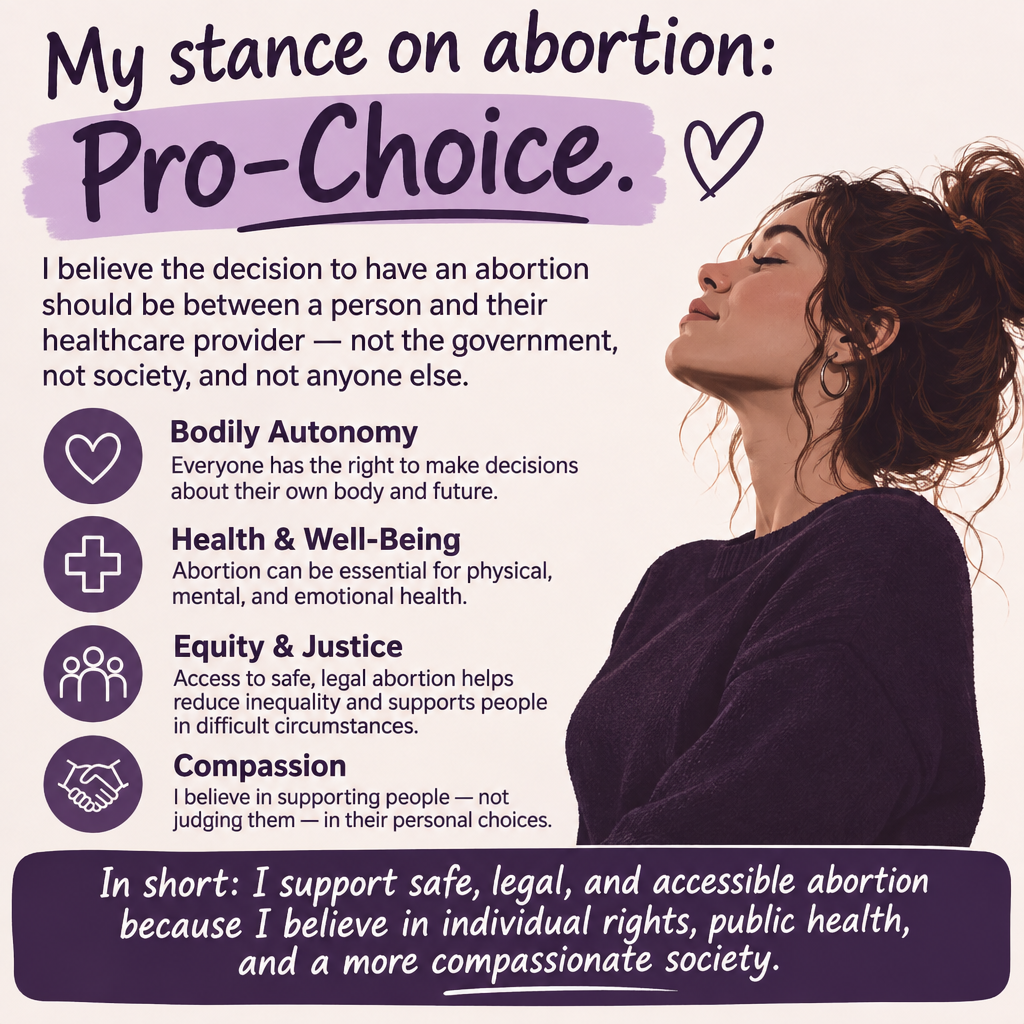 My stance on abortion:
Pro-Choice.
I believe the decision to have an abortion
should be between a person and their
healthcare provider — not the government,
not society, and not anyone else.
Bodily Autonomy
Everyone has the right to make decisions
about their own body and future.
Health & Well-Being
Abortion can be essential for physical,
mental, and emotional health.
Equity & Justice
Access to safe, legal abortion helps
reduce inequality and supports people
in difficult circumstances.
Compassion
I believe in supporting people — not
judging them — in their personal choices.
In short: I support safe, legal, and accessible abortion
because I believe in individual rights, public health,
and a more compassionate society.